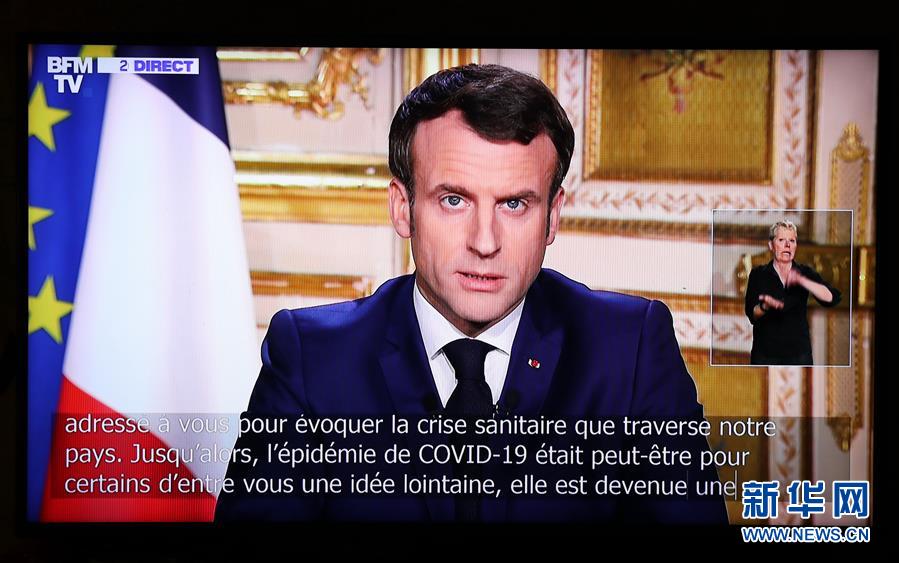 BFM 2 DIRECT
TV
adressé à vous pour évoquer la crise sanitaire que traverse notre
pays. Jusqu'alors, l'épidémie de COVID-19 était peut-être pour
certains d'entre vous une idée lointaine, elle est devenue une
新华网
WWW.NEWS.CN